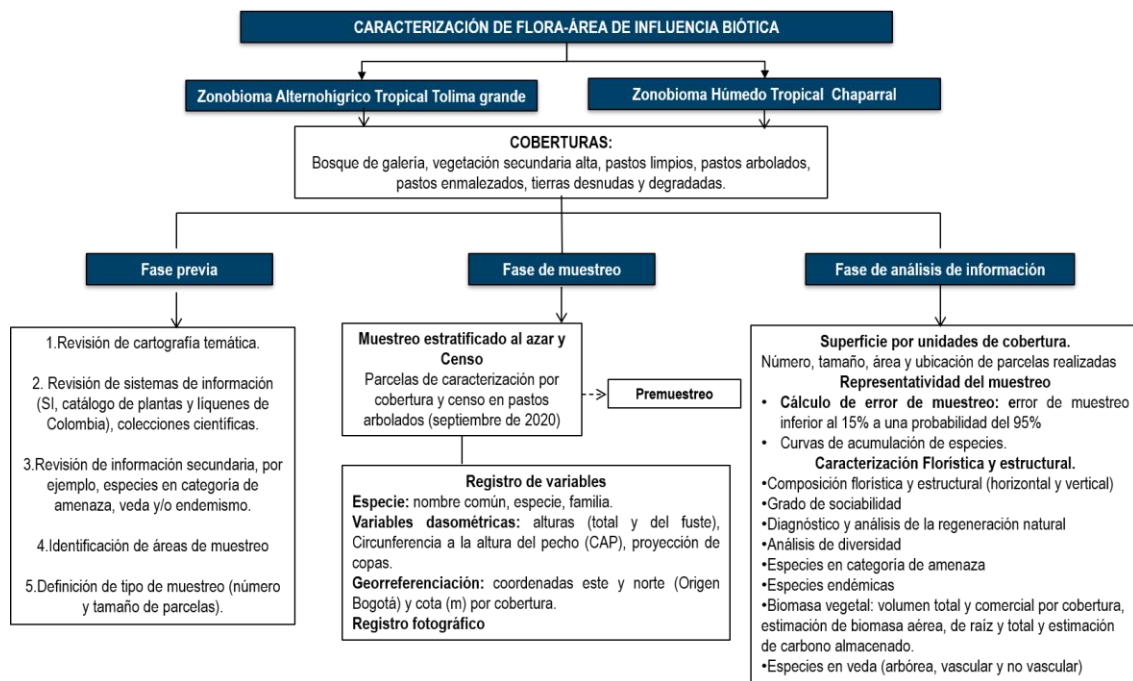 CARACTERIZACIÓN DE FLORA-ÁREA DE INFLUENCIA BIÓTICA
Zonobioma Alternohigrico Tropical Tolima grande
Zonobioma Húmedo Tropical Chaparral
COBERTURAS:
Bosque de galería, vegetación secundaria alta, pastos limpios, pastos arbolados,
pastos enmalezados, tierras desnudas y degradadas.
Fase previa
1.Revisión de cartografía temática.
2. Revisión de sistemas de información
(SI, catálogo de plantas y líquenes de
Colombia), colecciones científicas.
3.Revisión de información secundaria, por
ejemplo, especies en categoría de
amenaza, veda y/o endemismo.
4.Identificación de áreas de muestreo
5.Definición de tipo de muestreo (número
y tamaño de parcelas).
Fase de muestreo
Muestreo estratificado al azar y
Censo
Parcelas de caracterización por
cobertura y censo en pastos
arbolados (septiembre de 2020)
Premuestreo
Registro de variables
Especie: nombre común, especie, familia.
Variables dasométricas: alturas (total y del fuste),
Circunferencia a la altura del pecho (CAP), proyección de
copas.
Georreferenciación: coordenadas este y norte (Origen
Bogotá) y cota (m) por cobertura.
Registro fotográfico
Fase de análisis de información
Superficie por unidades de cobertura.
Número, tamaño, área y ubicación de parcelas realizadas
Representatividad del muestreo
• Cálculo de error de muestreo: error de muestreo
inferior al 15% a una probabilidad del 95%
• Curvas de acumulación de especies.
Caracterización Florística y estructural.
•Composición florística y estructural (horizontal y vertical)
•Grado de sociabilidad
•Diagnóstico y análisis de la regeneración natural
•Análisis de diversidad
•Especies en categoría de amenaza
•Especies endémicas
•Biomasa vegetal: volumen total y comercial por cobertura,
estimación de biomasa aérea, de raíz y total y estimación
de carbono almacenado.
•Especies en veda (arbórea, vascular y no vascular)